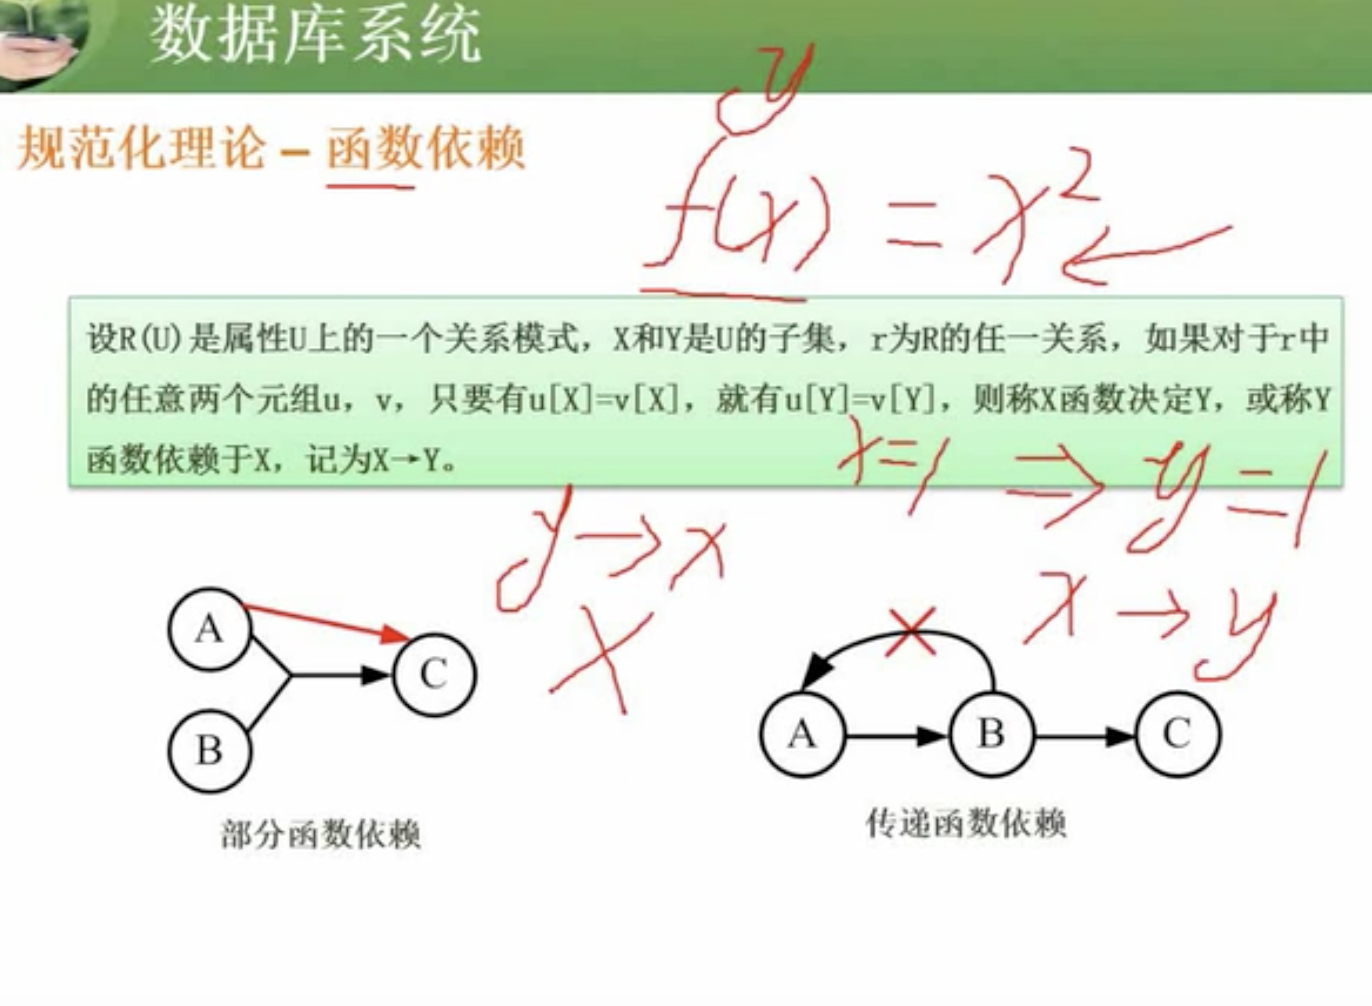 数据库系统
规范化理论－函数依赖
y
f(x) = x²
设R(U)是属性U上的一个关系模式，X和Y是U的子集，r为R的任一关系，如果对于r中
的任意两个元组u，v，只要有u[X]=v[X]，就有u[Y]=v[Y]，则称X函数决定Y，或称Y
函数依赖于X，记为X→Y。
x=1 ⇒ y=1
y→x
x→y
A
C
B
A
B
C
部分函数依赖
传递函数依赖